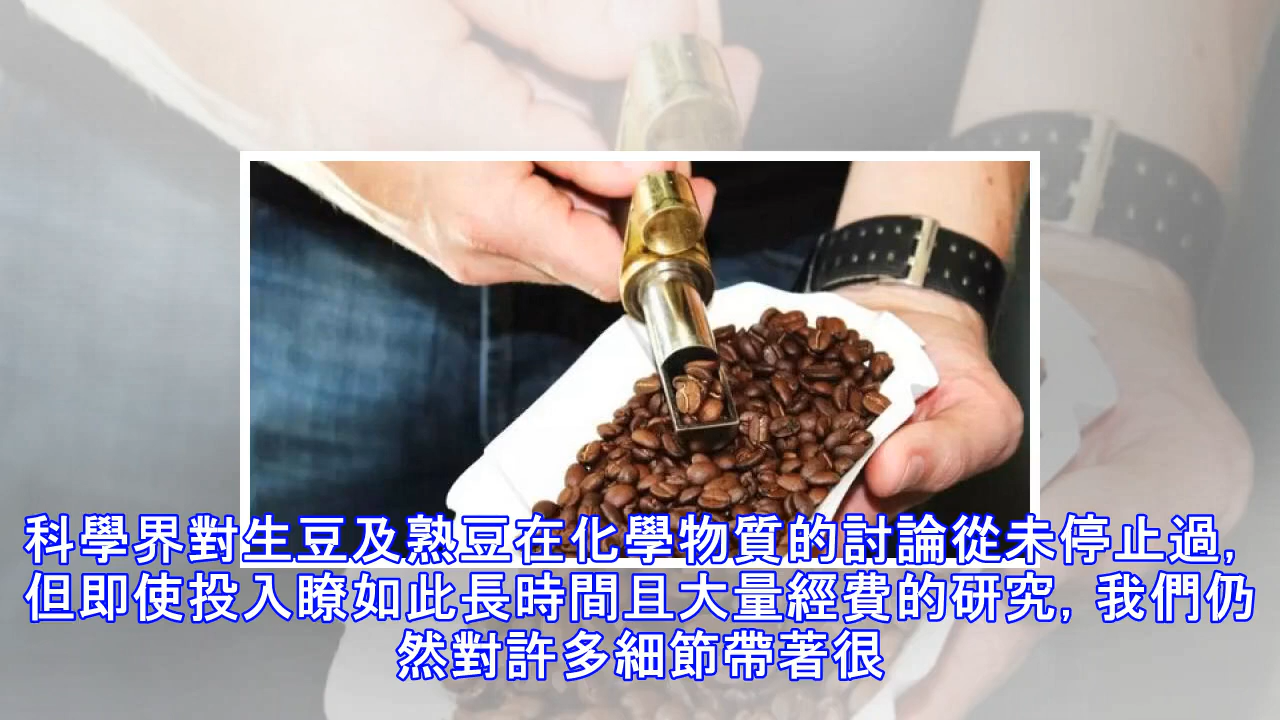 科學界對生豆及熟豆在化學物質的討論從未停止過,
但即使投入瞭如此長時間且大量經費的研究, 我們仍
然對許多細節帶著很